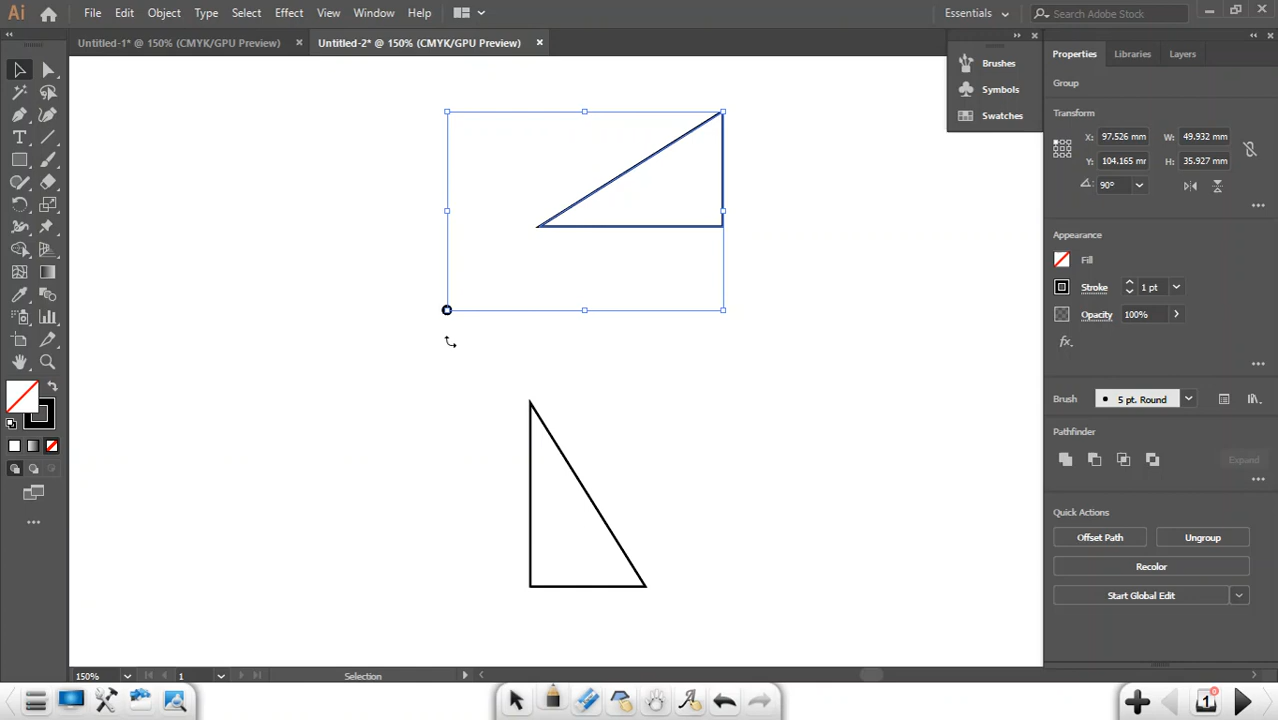 Ai File Edit Object Type Select Effect View Window Help Essentials Search Adobe Stock
Untitled-1* @ 150% (CMYK/GPU Preview) × Untitled-2* @ 150% (CMYK/GPU Preview) ×
Brushes
Symbols
Swatches
Properties Libraries Layers
Group
Transform
X: 97.526 mm W: 49.932 mm
Y: 104.165 mr H: 35.927 mm
90°
Appearance
Fill
Stroke 1 pt
Opacity 100%
fx.
Brush 5 pt. Round
Pathfinder
Expand
Quick Actions
Offset Path Ungroup
Recolor
Start Global Edit
150% 1 Selection
1